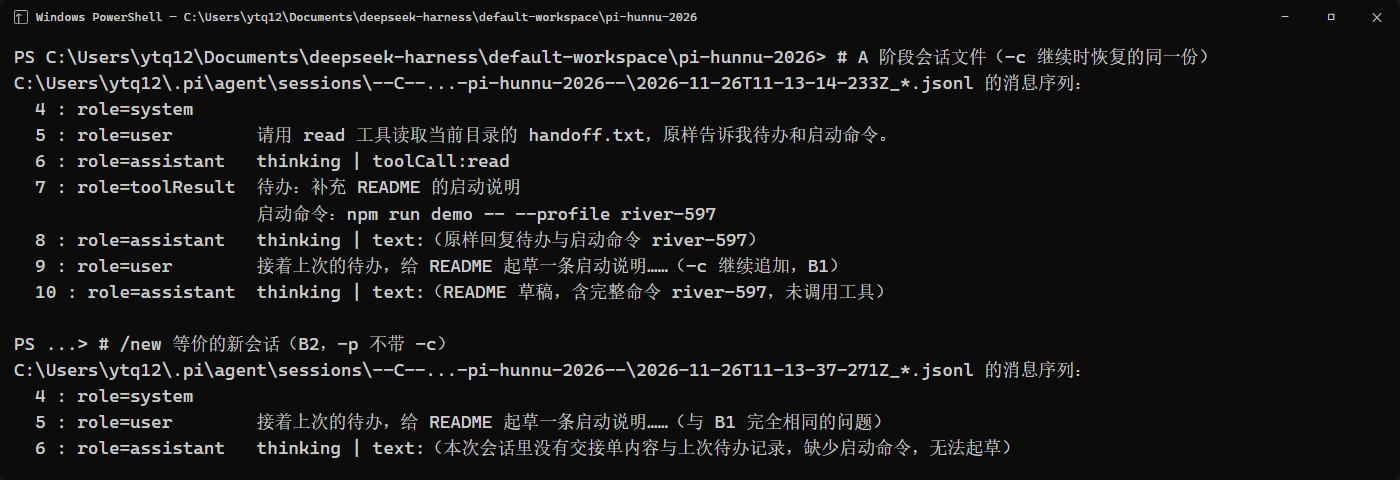 Windows PowerShell — C:\Users\ytq12\Documents\deepseek-harness\default-workspace\pi-hunnu-2026
PS C:\Users\ytq12\Documents\deepseek-harness\default-workspace\pi-hunnu-2026> # A 阶段会话文件（-c 继续时恢复的同一份）
C:\Users\ytq12\.pi\agent\sessions\--C--...-pi-hunnu-2026--\2026-11-26T11-13-14-233Z_*.jsonl 的消息序列：
4 : role=system
5 : role=user 请用 read 工具读取当前目录的 handoff.txt，原样告诉我待办和启动命令。
6 : role=assistant thinking | toolCall:read
7 : role=toolResult 待办：补充 README 的启动说明
启动命令：npm run demo -- --profile river-597
8 : role=assistant thinking | text:（原样回复待办与启动命令 river-597）
9 : role=user 接着上次的待办，给 README 起草一条启动说明……（-c 继续追加，B1）
10 : role=assistant thinking | text:（README 草稿，含完整命令 river-597，未调用工具）
PS ...> # /new 等价的新会话（B2，-p 不带 -c）
C:\Users\ytq12\.pi\agent\sessions\--C--...-pi-hunnu-2026--\2026-11-26T11-13-37-271Z_*.jsonl 的消息序列：
4 : role=system
5 : role=user 接着上次的待办，给 README 起草一条启动说明……（与 B1 完全相同的问题）
6 : role=assistant thinking | text:（本次会话里没有交接单内容与上次待办记录，缺少启动命令，无法起草）